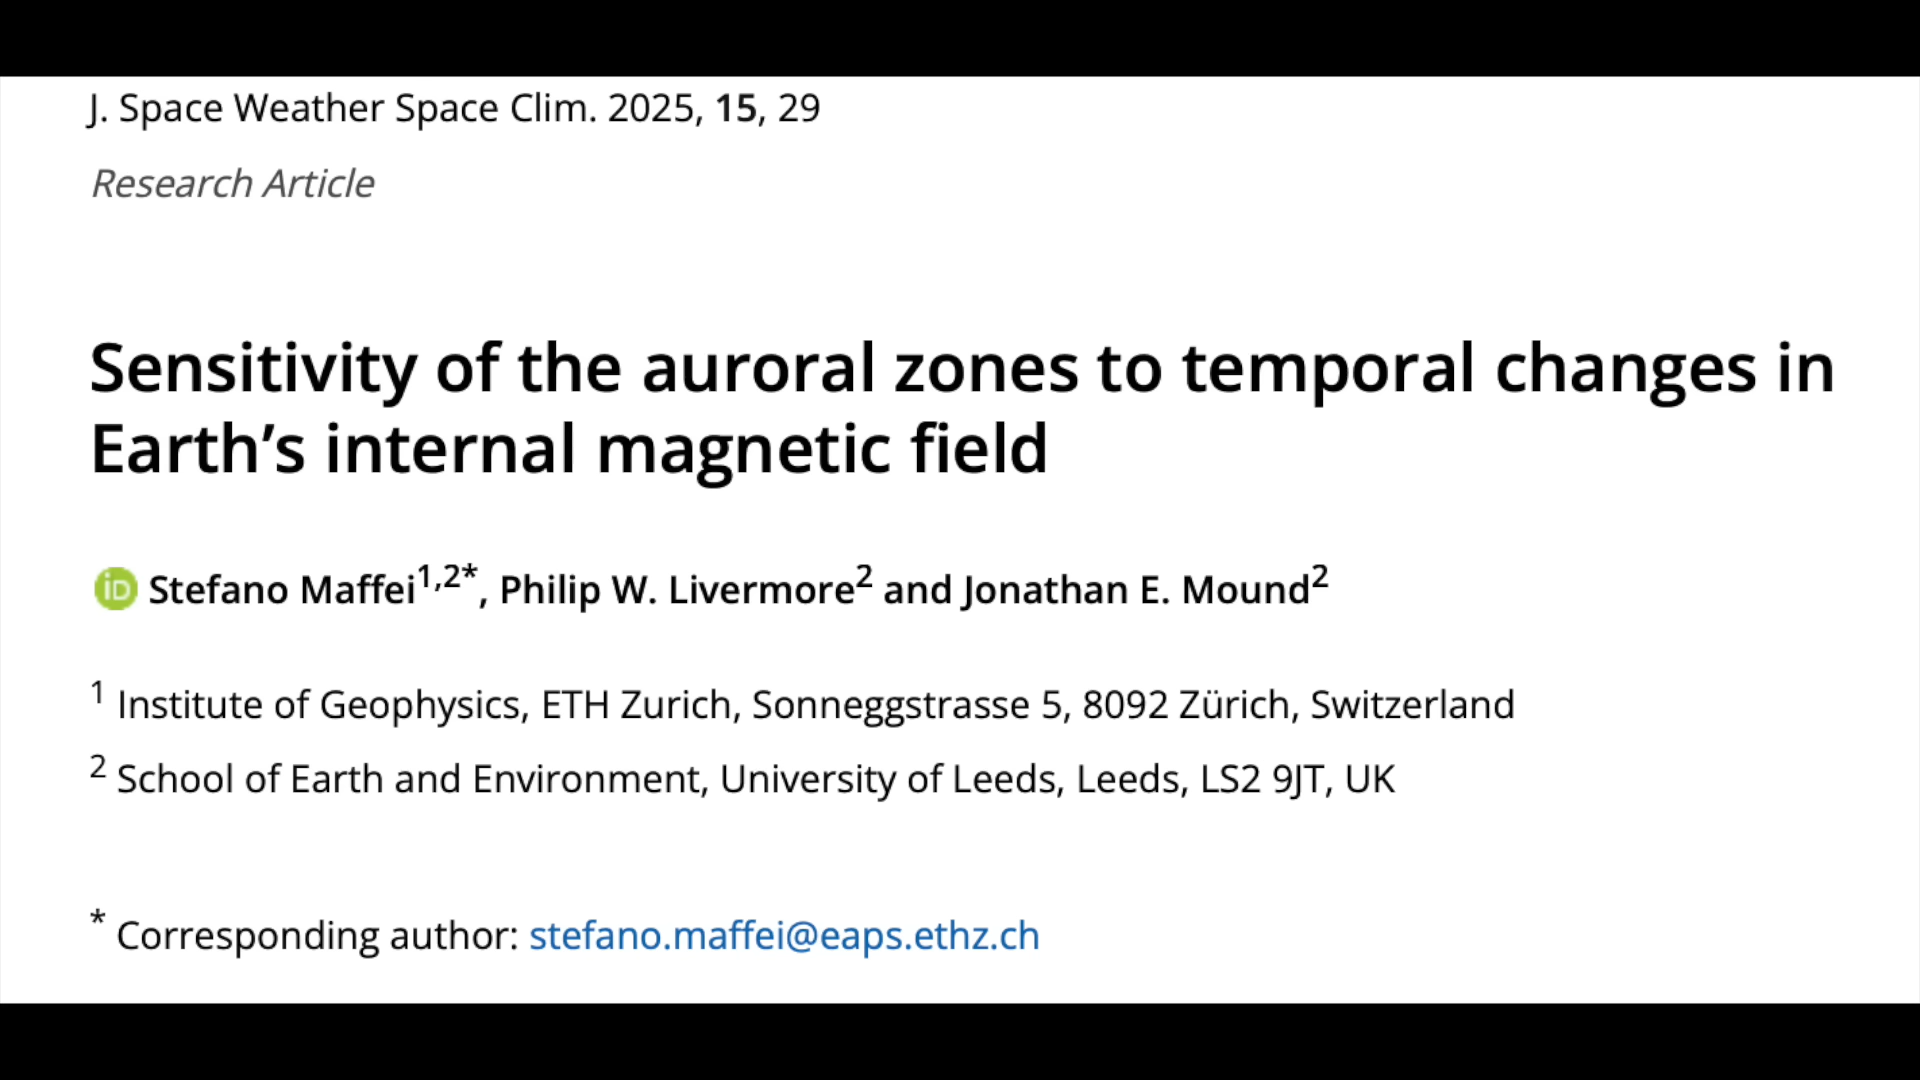 J. Space Weather Space Clim. 2025, 15, 29
Research Article
Sensitivity of the auroral zones to temporal changes in
Earth’s internal magnetic field
iD Stefano Maffei1,2*, Philip W. Livermore2 and Jonathan E. Mound2
1 Institute of Geophysics, ETH Zurich, Sonneggstrasse 5, 8092 Zürich, Switzerland
2 School of Earth and Environment, University of Leeds, Leeds, LS2 9JT, UK
* Corresponding author: stefano.maffei@eaps.ethz.ch